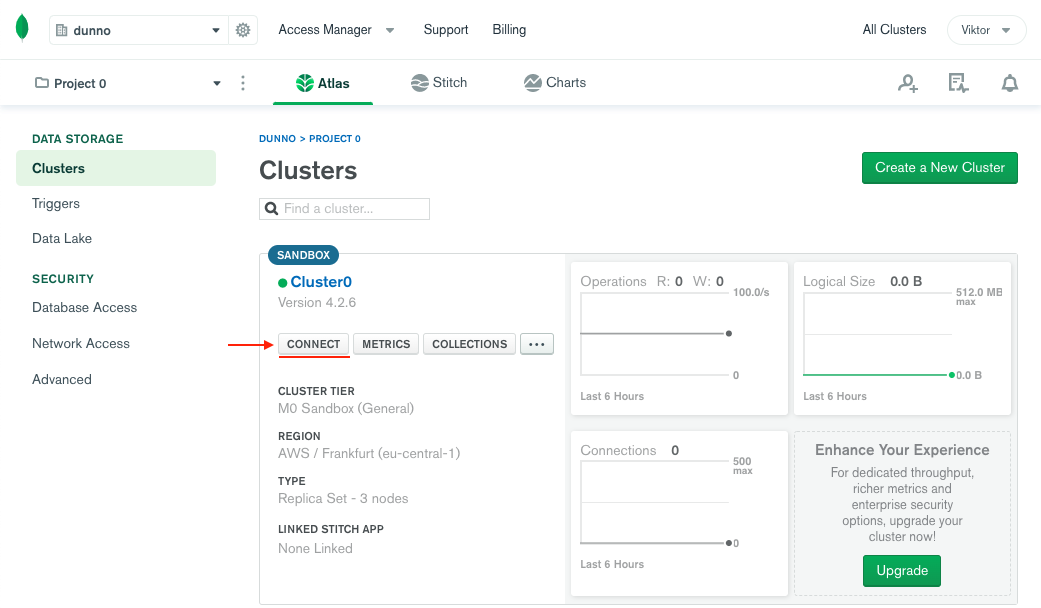 dunno
Access Manager
Support
Billing
All Clusters
Viktor
Project 0
Atlas
Stitch
Charts
DATA STORAGE
Clusters
Triggers
Data Lake
SECURITY
Database Access
Network Access
Advanced
DUNNO > PROJECT 0
Clusters
Create a New Cluster
Find a cluster...
SANDBOX
Cluster0
Version 4.2.6
CONNECT
METRICS
COLLECTIONS
CLUSTER TIER
M0 Sandbox (General)
REGION
AWS / Frankfurt (eu-central-1)
TYPE
Replica Set - 3 nodes
LINKED STITCH APP
None Linked
Operations R: 0 W: 0
100.0/s
0
Last 6 Hours
Logical Size 0.0 B
512.0 MB
max
0.0 B
Last 6 Hours
Connections 0
500
max
0
Last 6 Hours
Enhance Your Experience
For dedicated throughput,
richer metrics and
enterprise security
options, upgrade your
cluster now!
Upgrade